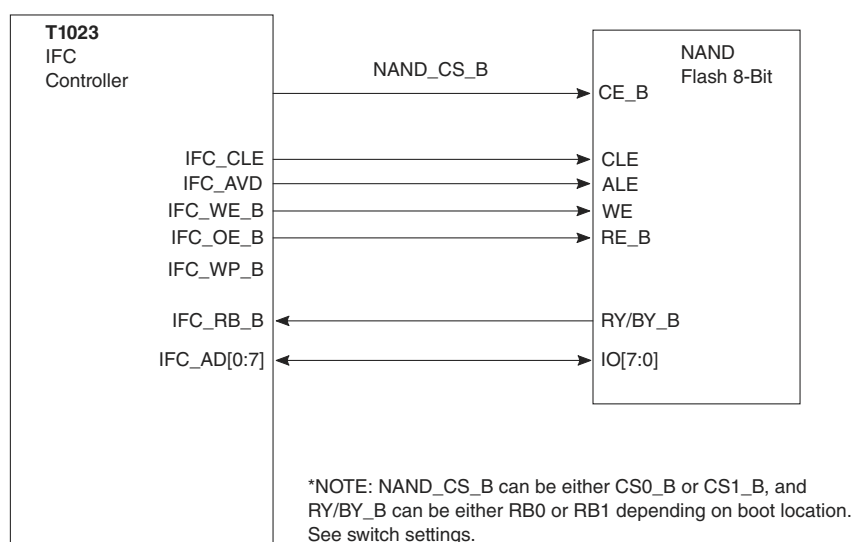 T1023
IFC
Controller
NAND_CS_B
NAND
Flash 8-Bit
CE_B
IFC_CLE
CLE
IFC_AVD
ALE
IFC_WE_B
WE
IFC_OE_B
RE_B
IFC_WP_B
IFC_RB_B
RY/BY_B
IFC_AD[0:7]
IO[7:0]
*NOTE: NAND_CS_B can be either CS0_B or CS1_B, and
RY/BY_B can be either RB0 or RB1 depending on boot location.
See switch settings.